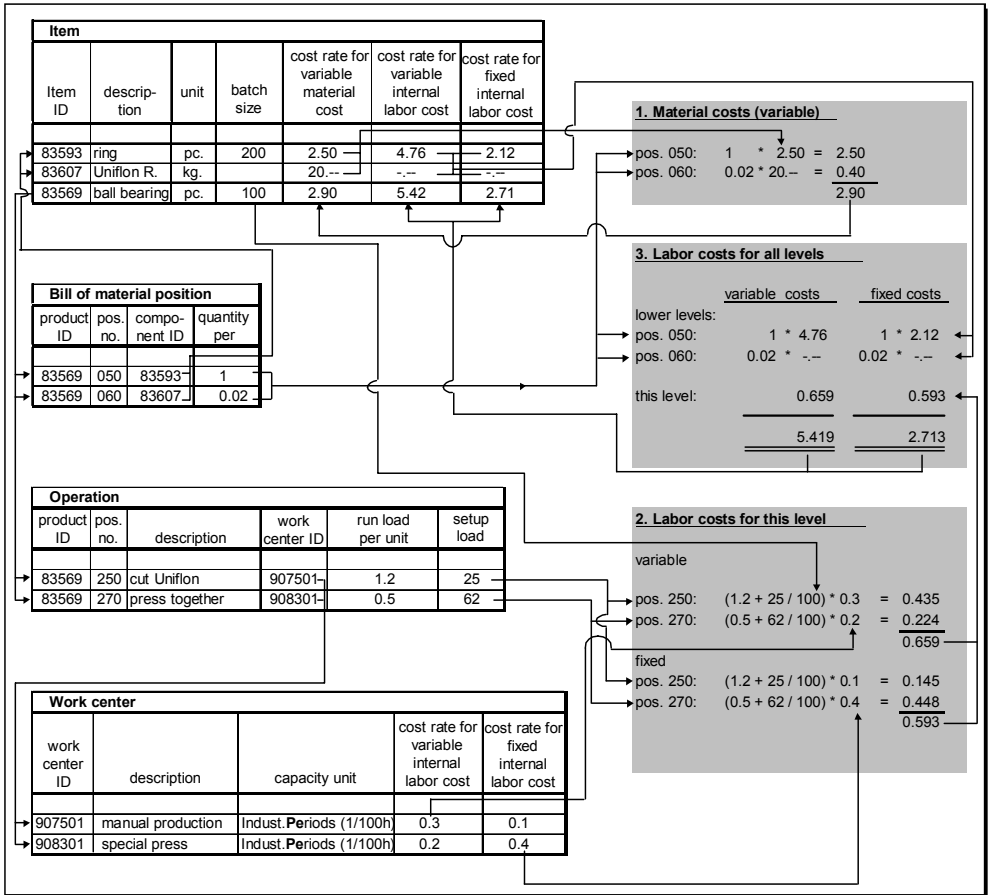 Item
Item ID descrip-tion unit batch size cost rate for variable material cost cost rate for variable internal labor cost cost rate for fixed internal labor cost
83593 ring pc. 200 2.50 4.76 2.12
83607 Uniflon R. kg. 20.-- -.-- -.--
83569 ball bearing pc. 100 2.90 5.42 2.71
1. Material costs (variable)
pos. 050: 1 * 2.50 = 2.50
pos. 060: 0.02 * 20.-- = 0.40
2.90
3. Labor costs for all levels
variable costs fixed costs
lower levels:
pos. 050: 1 * 4.76 1 * 2.12
pos. 060: 0.02 * -.-- 0.02 * -.--
this level: 0.659 0.593
5.419 2.713
Bill of material position
product ID pos. no. compo-nent ID quantity per
83569 050 83593 1
83569 060 83607 0.02
Operation
product ID pos. no. description work center ID run load per unit setup load
83569 250 cut Uniflon 907501 1.2 25
83569 270 press together 908301 0.5 62
2. Labor costs for this level
variable
pos. 250: (1.2 + 25 / 100) * 0.3 = 0.435
pos. 270: (0.5 + 62 / 100) * 0.2 = 0.224
0.659
fixed
pos. 250: (1.2 + 25 / 100) * 0.1 = 0.145
pos. 270: (0.5 + 62 / 100) * 0.4 = 0.448
0.593
Work center
work center ID description capacity unit cost rate for variable internal labor cost cost rate for fixed internal labor cost
907501 manual production Indust.Periods (1/100h) 0.3 0.1
908301 special press Indust.Periods (1/100h) 0.2 0.4